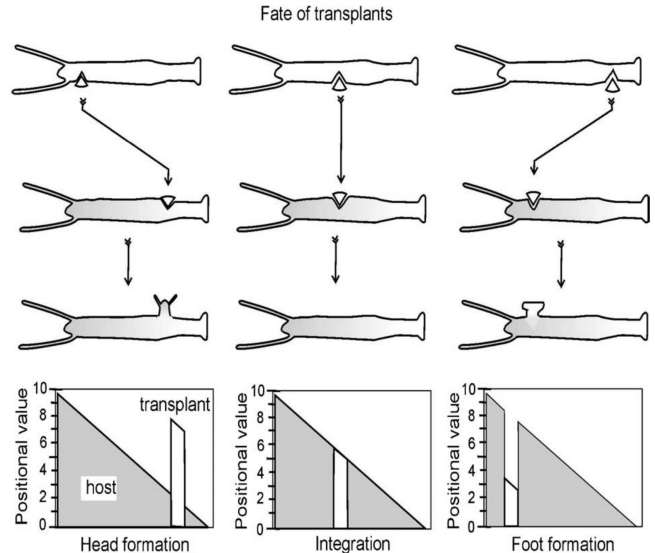 Fate of transplants
Positional value
10
8
6
4
2
0
host
transplant
Head formation
Positional value
10
8
6
4
2
0
Integration
Positional value
10
8
6
4
2
0
Foot formation